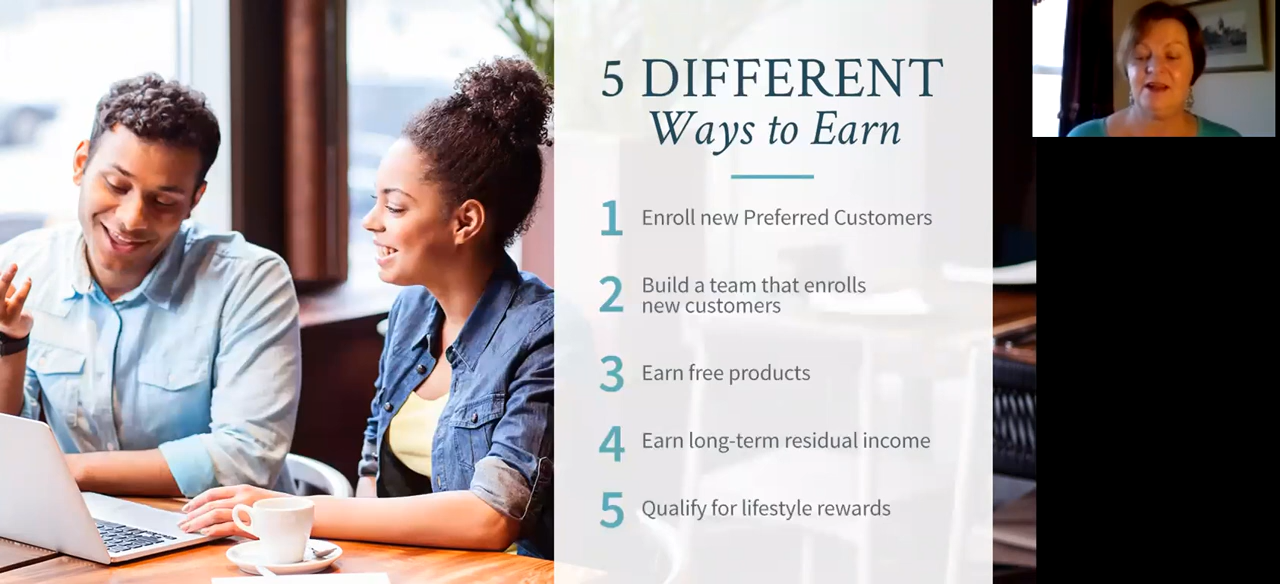 5 DIFFERENT
Ways to Earn
1 Enroll new Preferred Customers
2 Build a team that enrolls
new customers
3 Earn free products
4 Earn long-term residual income
5 Qualify for lifestyle rewards